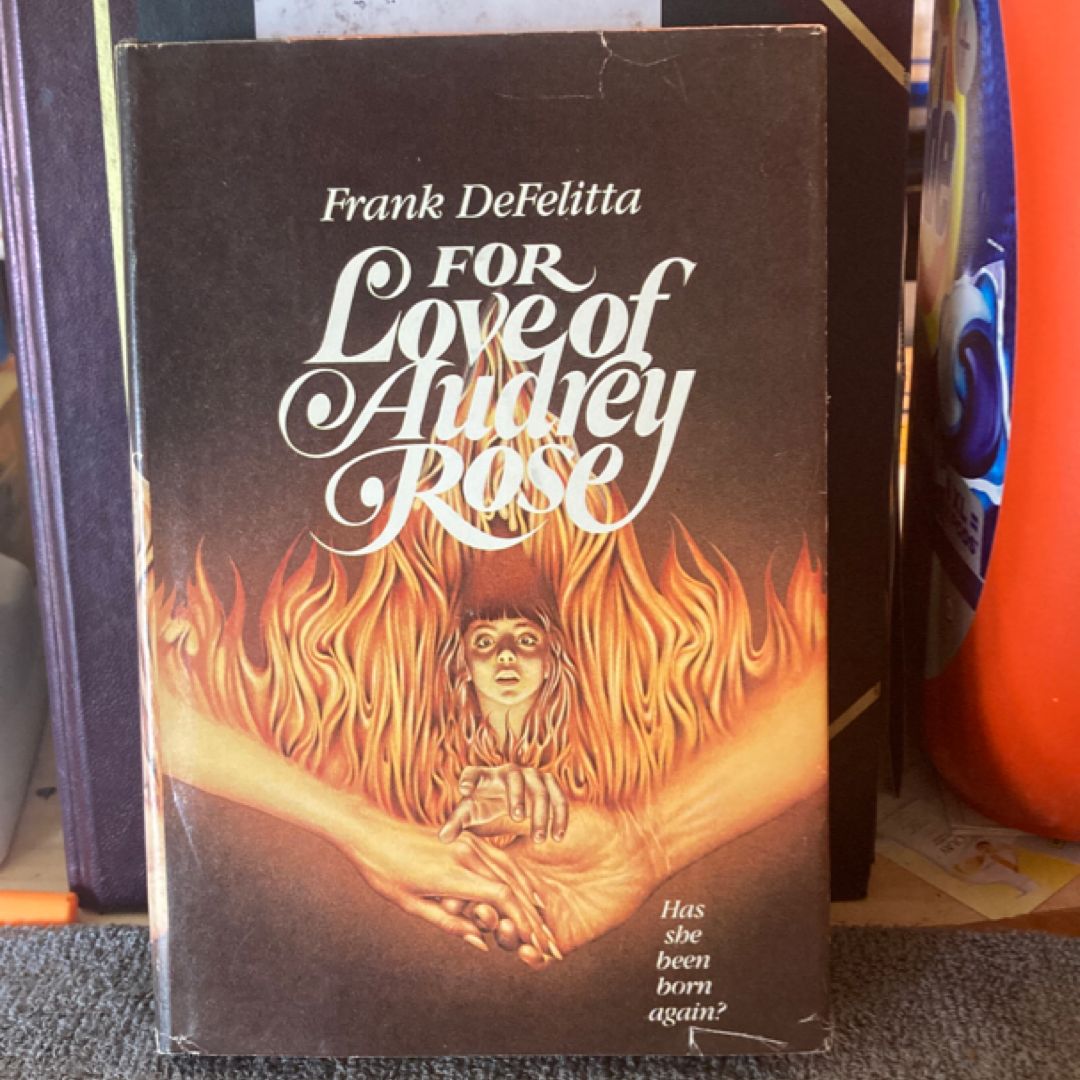 Frank DeFelitta
FOR
Love of
Audrey
Rose
Has
she
been
born
again?